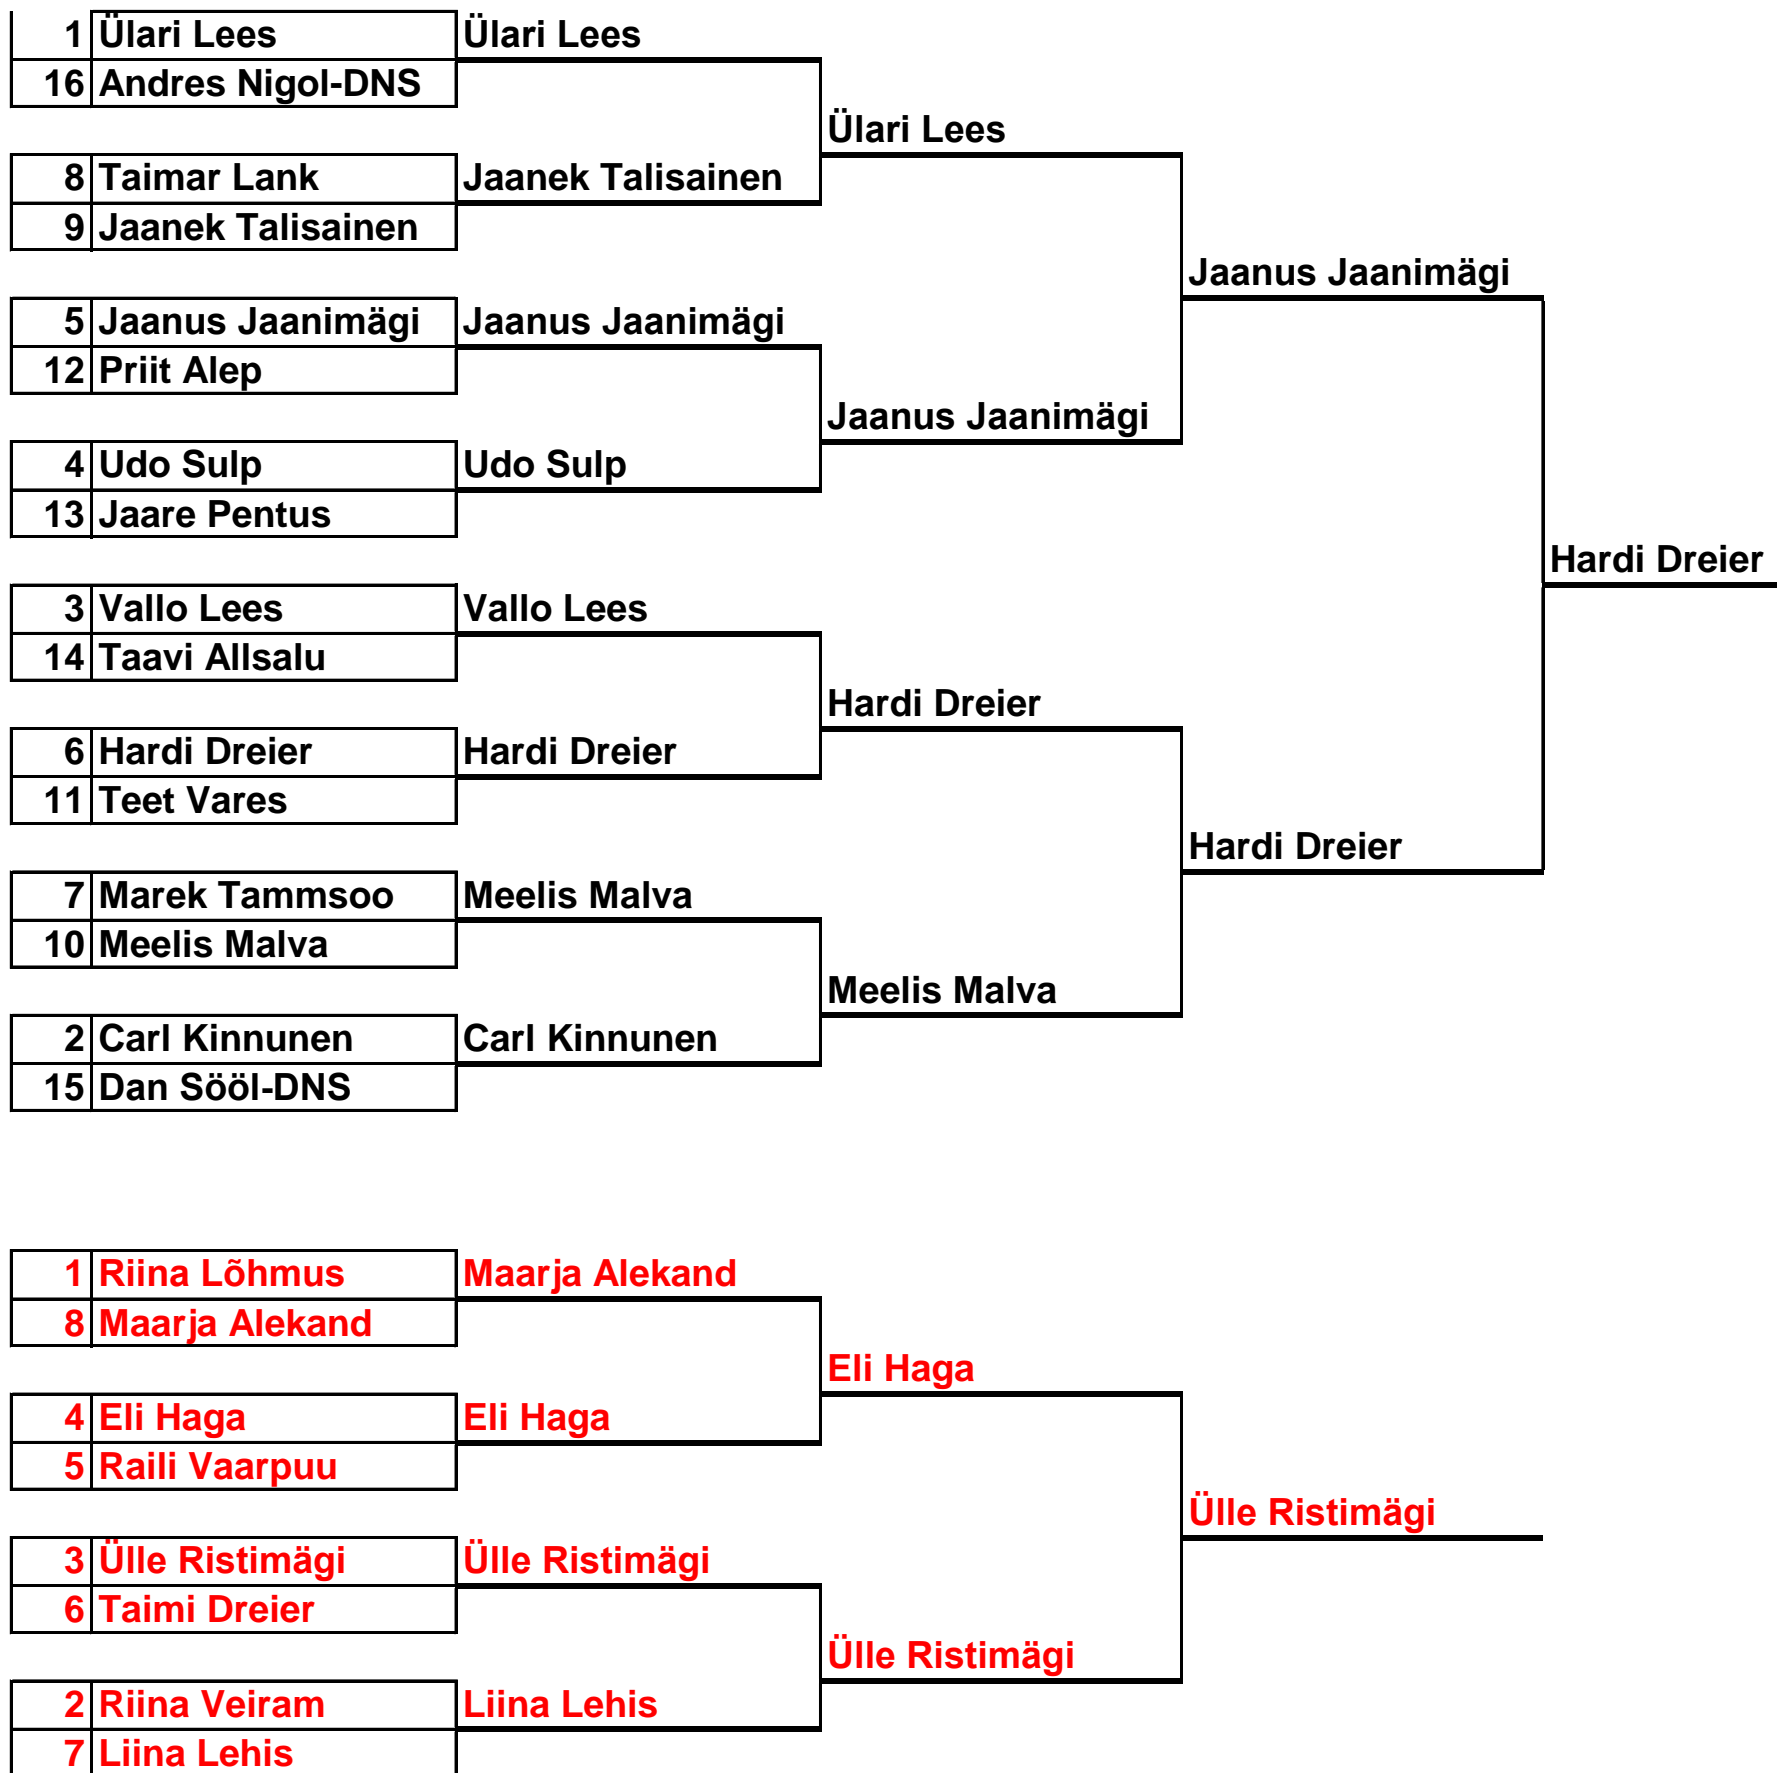 1 Ülari Lees Ülari Lees
16 Andres Nigol-DNS
Ülari Lees
8 Taimar Lank Jaanek Talisainen
9 Jaanek Talisainen
Jaanus Jaanimägi
5 Jaanus Jaanimägi Jaanus Jaanimägi
12 Priit Alep
Jaanus Jaanimägi
4 Udo Sulp Udo Sulp
13 Jaare Pentus
Hardi Dreier
3 Vallo Lees Vallo Lees
14 Taavi Allsalu
Hardi Dreier
6 Hardi Dreier Hardi Dreier
11 Teet Vares
Hardi Dreier
7 Marek Tammsoo Meelis Malva
10 Meelis Malva
Meelis Malva
2 Carl Kinnunen Carl Kinnunen
15 Dan Sööl-DNS
1 Riina Lõhmus Maarja Alekand
8 Maarja Alekand
Eli Haga
4 Eli Haga Eli Haga
5 Raili Vaarpuu
Ülle Ristimägi
3 Ülle Ristimägi Ülle Ristimägi
6 Taimi Dreier
Ülle Ristimägi
2 Riina Veiram Liina Lehis
7 Liina Lehis